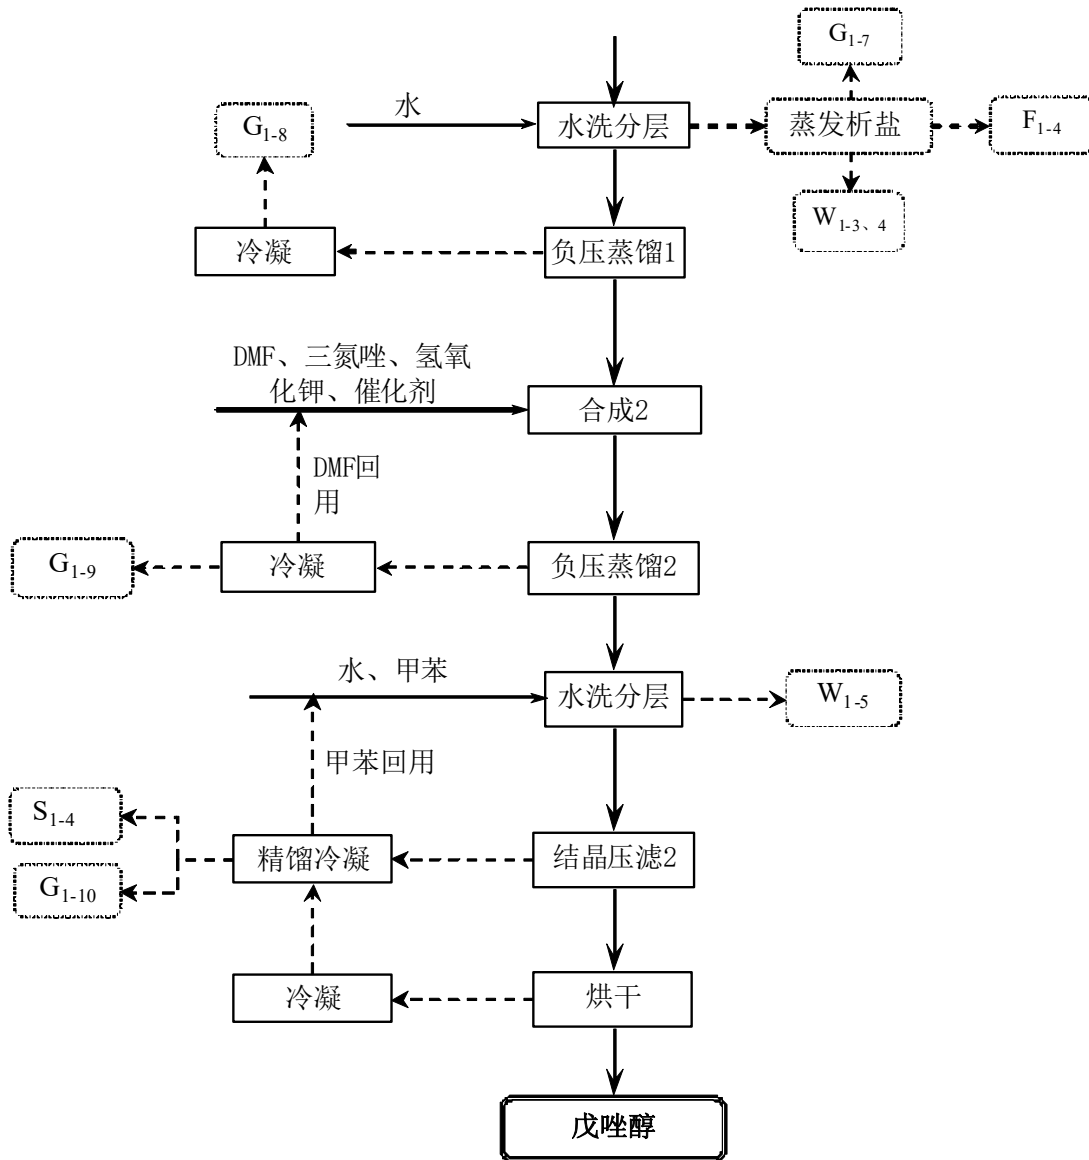 G1-7
水
G1-8
水洗分层
蒸发析盐
F1-4
W1-3、4
冷凝
负压蒸馏1
DMF、三氮唑、氢氧
化钾、催化剂
合成2
DMF回
用
G1-9
冷凝
负压蒸馏2
水、甲苯
水洗分层
W1-5
甲苯回用
S1-4
精馏冷凝
结晶压滤2
G1-10
冷凝
烘干
戊唑醇